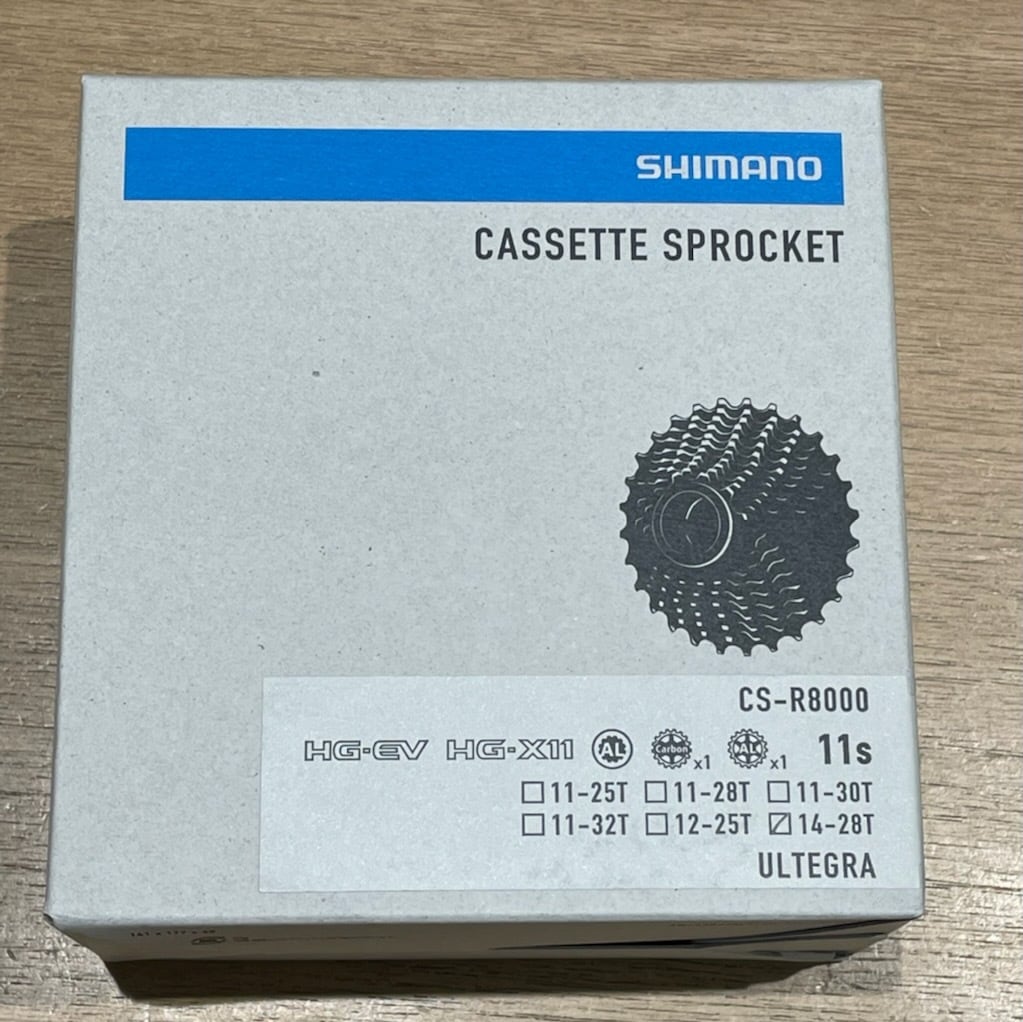 SHIMANO
CASSETTE SPROCKET
CS-R8000
HG-EV HG-X11 AL Carbon x1 AL x1 11s
☐11-25T ☐11-28T ☐11-30T
☐11-32T ☐12-25T ☑14-28T
ULTEGRA